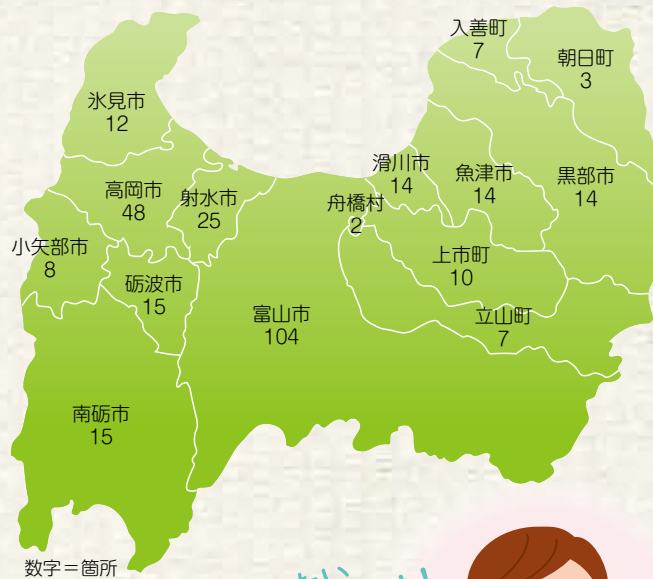 入善町
7
朝日町
3
氷見市
12
滑川市
14
魚津市
14
黒部市
14
高岡市
48
射水市
25
舟橋村
2
小矢部市
8
砺波市
15
上市町
10
富山市
104
立山町
7
南砺市
15
数字＝箇所